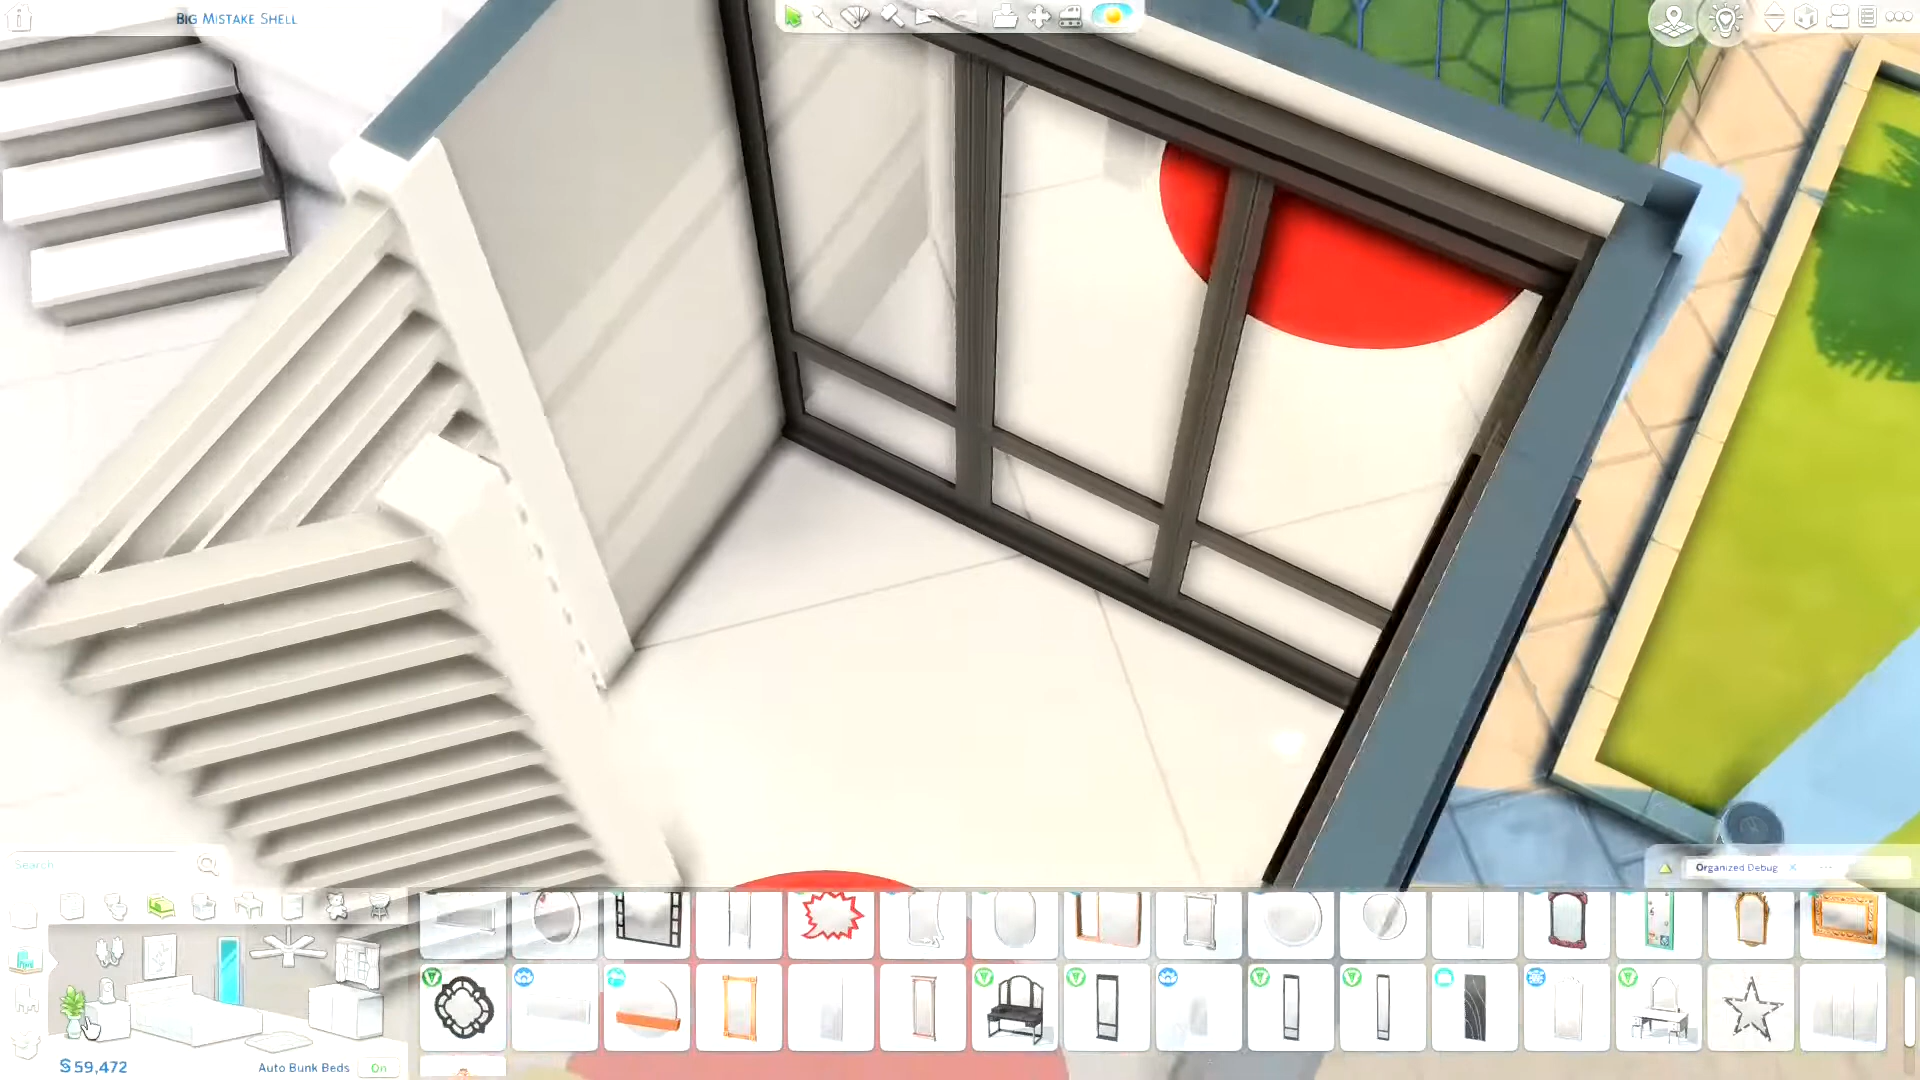 Big Mistake Shell
Search
Organized Debug
§59,472
Auto Bunk Beds On